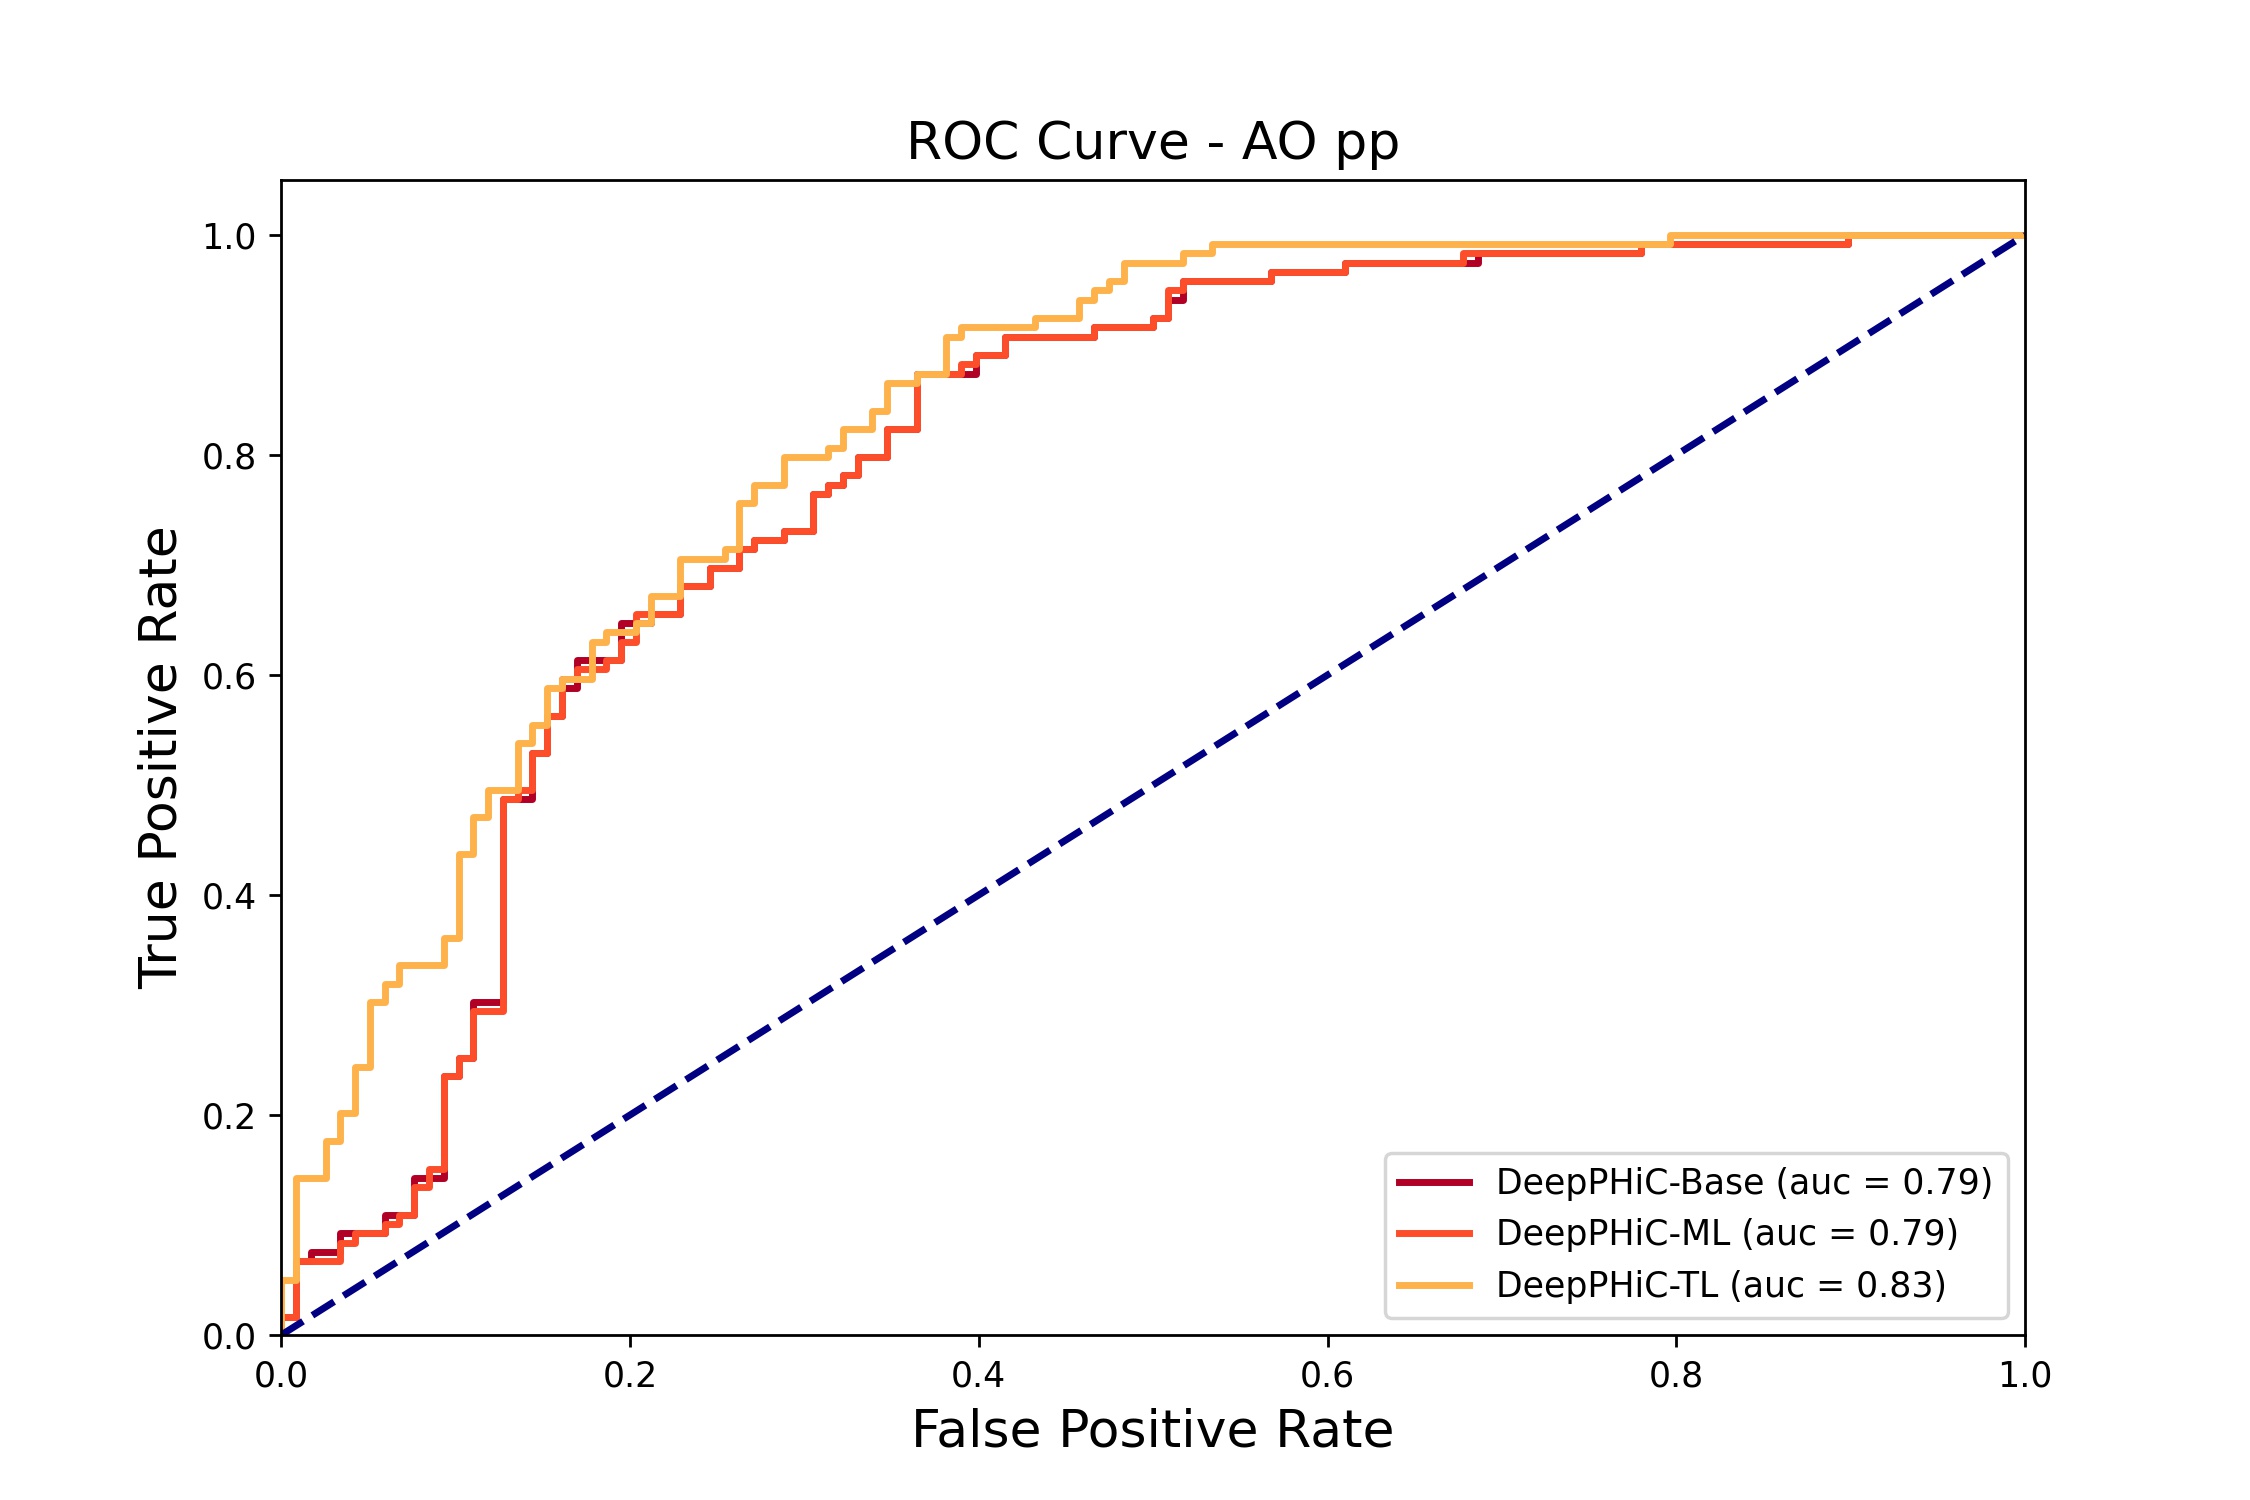 ROC Curve - AO pp
True Positive Rate
1.0
0.8
0.6
0.4
0.2
0.0
0.0 0.2 0.4 0.6 0.8 1.0
False Positive Rate
DeepPHiC-Base (auc = 0.79)
DeepPHiC-ML (auc = 0.79)
DeepPHiC-TL (auc = 0.83)